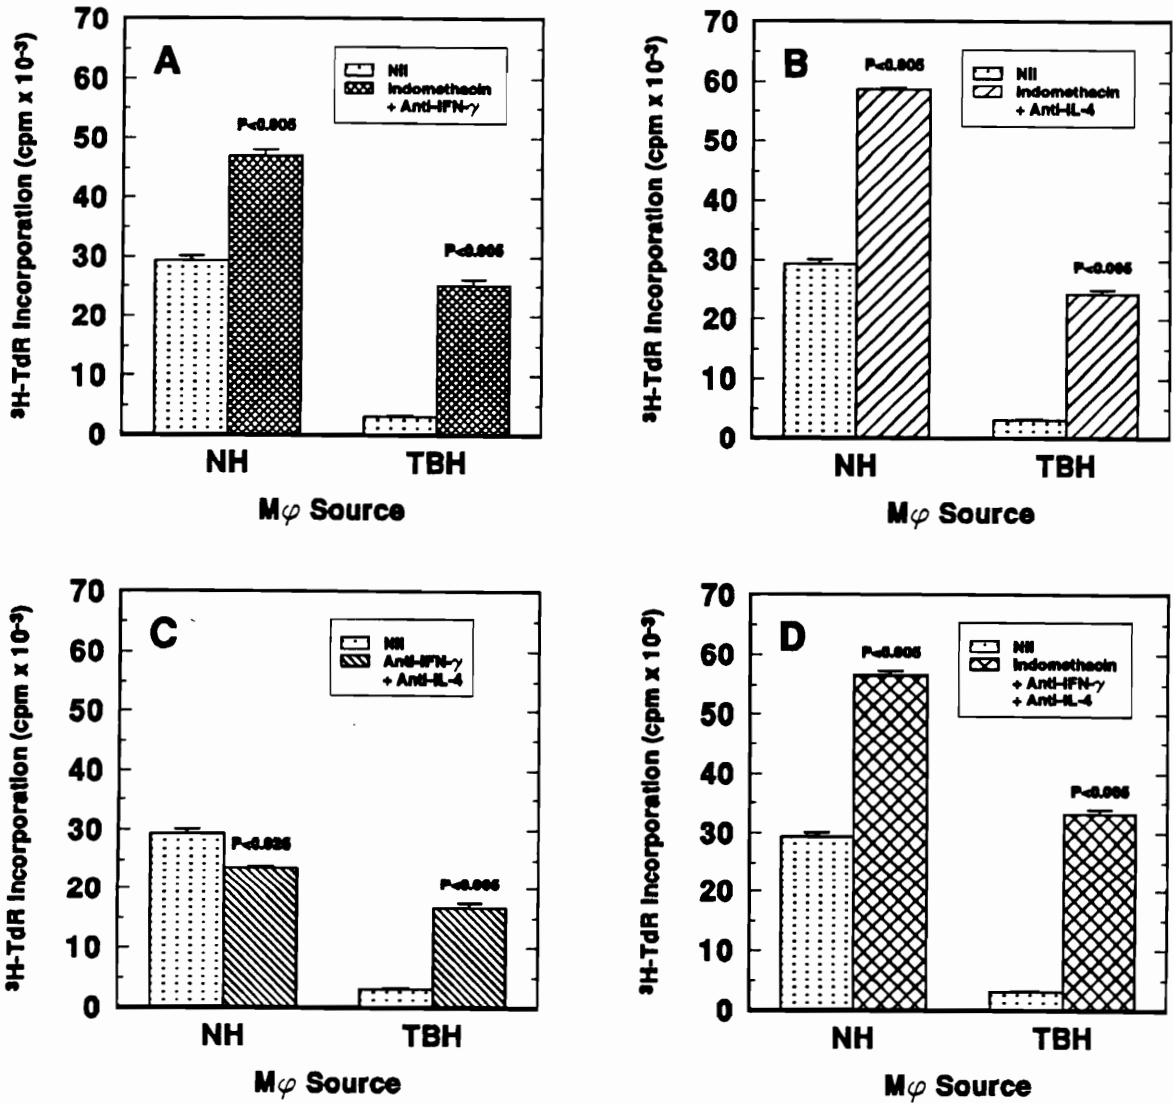 A
Nil
Indomethacin
+ Anti-IFN-γ
P<0.005
P<0.005
³H-TdR Incorporation (cpm x 10⁻³)
70
60
50
40
30
20
10
0
NH TBH
Mφ Source
B
Nil
Indomethacin
+ Anti-IL-4
P<0.005
P<0.005
³H-TdR Incorporation (cpm x 10⁻³)
70
60
50
40
30
20
10
0
NH TBH
Mφ Source
C
Nil
Anti-IFN-γ
+ Anti-IL-4
P<0.025
P<0.005
³H-TdR Incorporation (cpm x 10⁻³)
70
60
50
40
30
20
10
0
NH TBH
Mφ Source
D
Nil
Indomethacin
+ Anti-IFN-γ
+ Anti-IL-4
P<0.005
P<0.005
³H-TdR Incorporation (cpm x 10⁻³)
70
60
50
40
30
20
10
0
NH TBH
Mφ Source